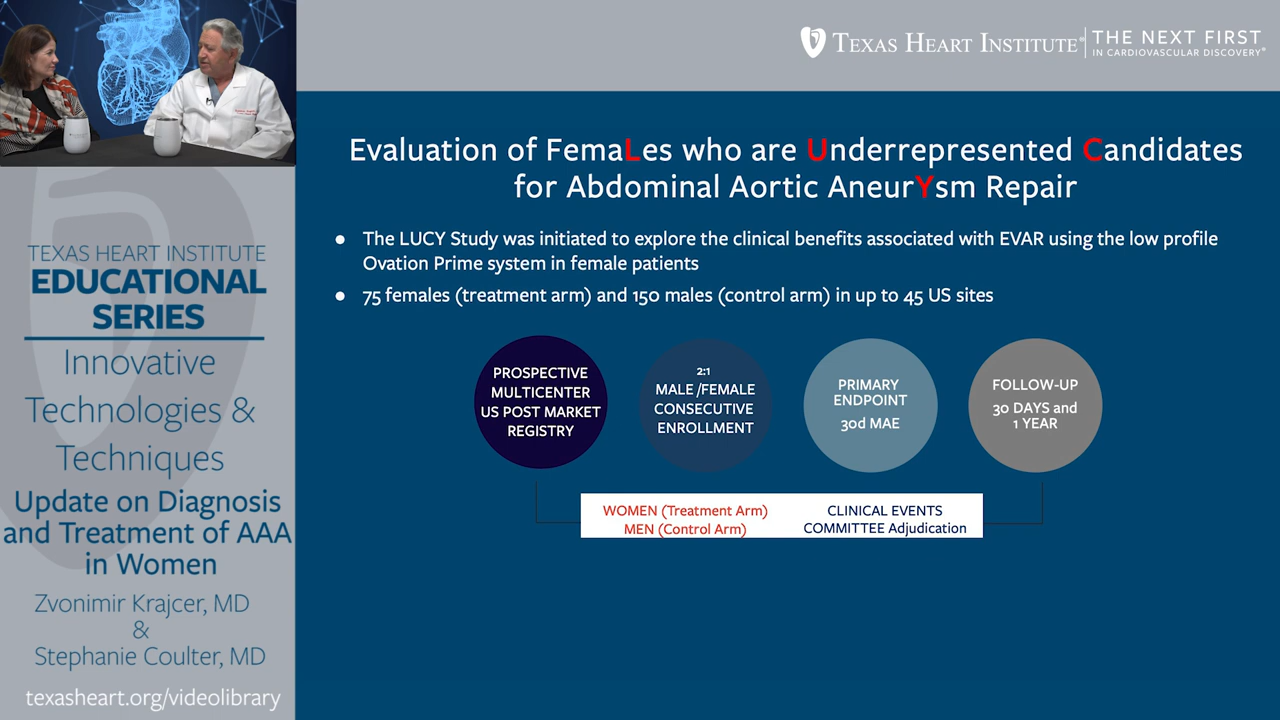 TEXAS HEART INSTITUTE® THE NEXT FIRST
IN CARDIOVASCULAR DISCOVERY®
TEXAS HEART INSTITUTE
EDUCATIONAL
SERIES
Innovative
Technologies &
Techniques
Update on Diagnosis
and Treatment of AAA
in Women
Zvonimir Krajcer, MD
&
Stephanie Coulter, MD
texasheart.org/videolibrary
Evaluation of FemaLes who are Underrepresented Candidates
for Abdominal Aortic AneurYsm Repair
● The LUCY Study was initiated to explore the clinical benefits associated with EVAR using the low profile
Ovation Prime system in female patients
● 75 females (treatment arm) and 150 males (control arm) in up to 45 US sites
PROSPECTIVE
MULTICENTER
US POST MARKET
REGISTRY
2:1
MALE /FEMALE
CONSECUTIVE
ENROLLMENT
PRIMARY
ENDPOINT
30d MAE
FOLLOW-UP
30 DAYS and
1 YEAR
WOMEN (Treatment Arm)
MEN (Control Arm)
CLINICAL EVENTS
COMMITTEE Adjudication